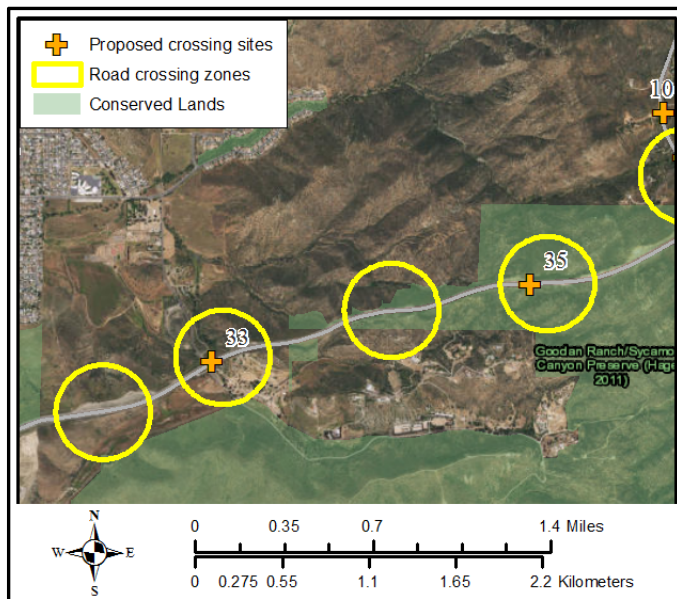 Proposed crossing sites
Road crossing zones
Conserved Lands
10
35
33
Goodan Ranch/Sycamo
Canyon Preserve (Hage
2011)
N
W E
S
0 0.35 0.7 1.4 Miles
0 0.275 0.55 1.1 1.65 2.2 Kilometers